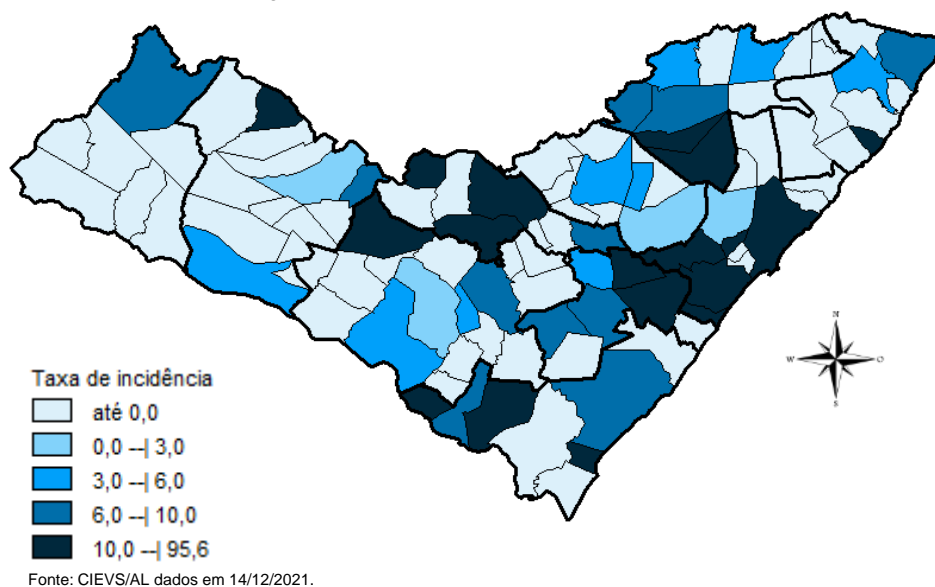 N
W
O
S
Taxa de incidência
até 0,0
0,0 --| 3,0
3,0 --| 6,0
6,0 --| 10,0
10,0 --| 95,6
Fonte: CIEVS/AL dados em 14/12/2021.